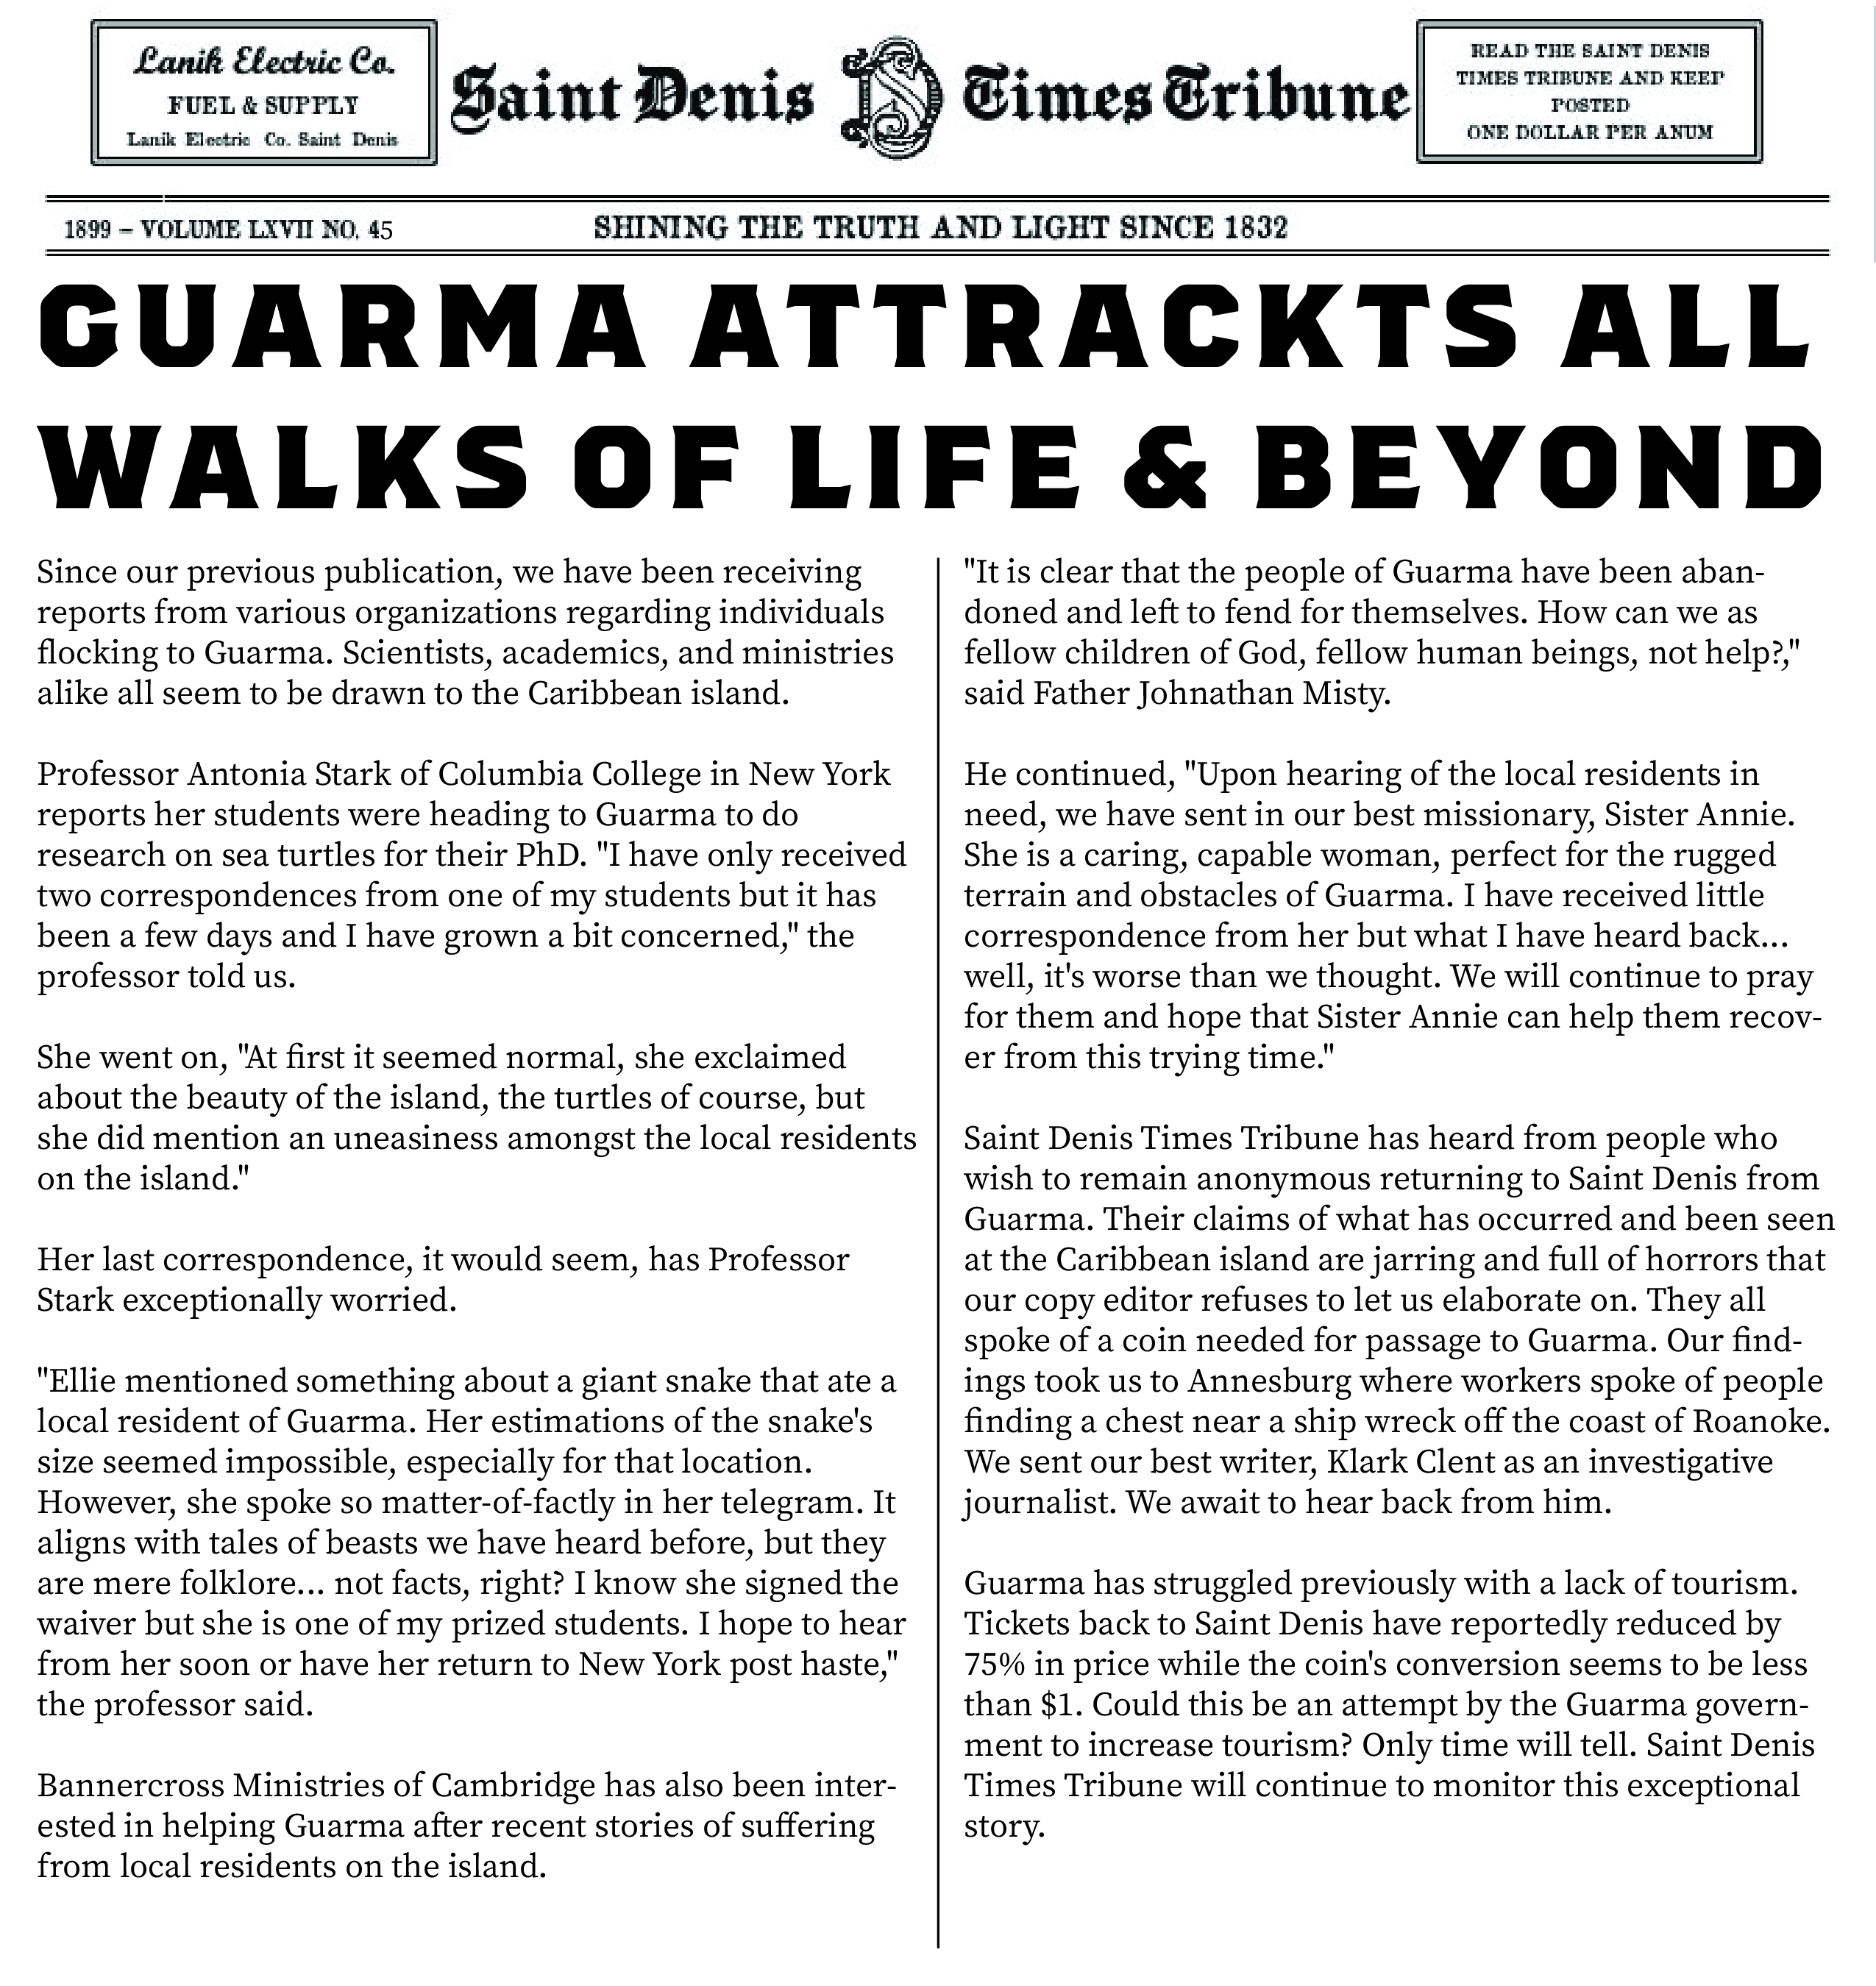 Lanik Electric Co.
FUEL & SUPPLY
Lanik Electric Co. Saint Denis
Saint Denis SD Times Tribune
READ THE SAINT DENIS
TIMES TRIBUNE AND KEEP
POSTED
ONE DOLLAR PER ANUM
1899 – VOLUME LXVII NO. 45
SHINING THE TRUTH AND LIGHT SINCE 1832
GUARMA ATTRACKTS ALL
WALKS OF LIFE & BEYOND
Since our previous publication, we have been receiving
reports from various organizations regarding individuals
flocking to Guarma. Scientists, academics, and ministries
alike all seem to be drawn to the Caribbean island.
Professor Antonia Stark of Columbia College in New York
reports her students were heading to Guarma to do
research on sea turtles for their PhD. "I have only received
two correspondences from one of my students but it has
been a few days and I have grown a bit concerned," the
professor told us.
She went on, "At first it seemed normal, she exclaimed
about the beauty of the island, the turtles of course, but
she did mention an uneasiness amongst the local residents
on the island."
Her last correspondence, it would seem, has Professor
Stark exceptionally worried.
"Ellie mentioned something about a giant snake that ate a
local resident of Guarma. Her estimations of the snake's
size seemed impossible, especially for that location.
However, she spoke so matter-of-factly in her telegram. It
aligns with tales of beasts we have heard before, but they
are mere folklore... not facts, right? I know she signed the
waiver but she is one of my prized students. I hope to hear
from her soon or have her return to New York post haste,"
the professor said.
Bannercross Ministries of Cambridge has also been inter-
ested in helping Guarma after recent stories of suffering
from local residents on the island.
"It is clear that the people of Guarma have been aban-
doned and left to fend for themselves. How can we as
fellow children of God, fellow human beings, not help?,"
said Father Johnathan Misty.
He continued, "Upon hearing of the local residents in
need, we have sent in our best missionary, Sister Annie.
She is a caring, capable woman, perfect for the rugged
terrain and obstacles of Guarma. I have received little
correspondence from her but what I have heard back...
well, it's worse than we thought. We will continue to pray
for them and hope that Sister Annie can help them recov-
er from this trying time."
Saint Denis Times Tribune has heard from people who
wish to remain anonymous returning to Saint Denis from
Guarma. Their claims of what has occurred and been seen
at the Caribbean island are jarring and full of horrors that
our copy editor refuses to let us elaborate on. They all
spoke of a coin needed for passage to Guarma. Our find-
ings took us to Annesburg where workers spoke of people
finding a chest near a ship wreck off the coast of Roanoke.
We sent our best writer, Klark Clent as an investigative
journalist. We await to hear back from him.
Guarma has struggled previously with a lack of tourism.
Tickets back to Saint Denis have reportedly reduced by
75% in price while the coin's conversion seems to be less
than $1. Could this be an attempt by the Guarma govern-
ment to increase tourism? Only time will tell. Saint Denis
Times Tribune will continue to monitor this exceptional
story.